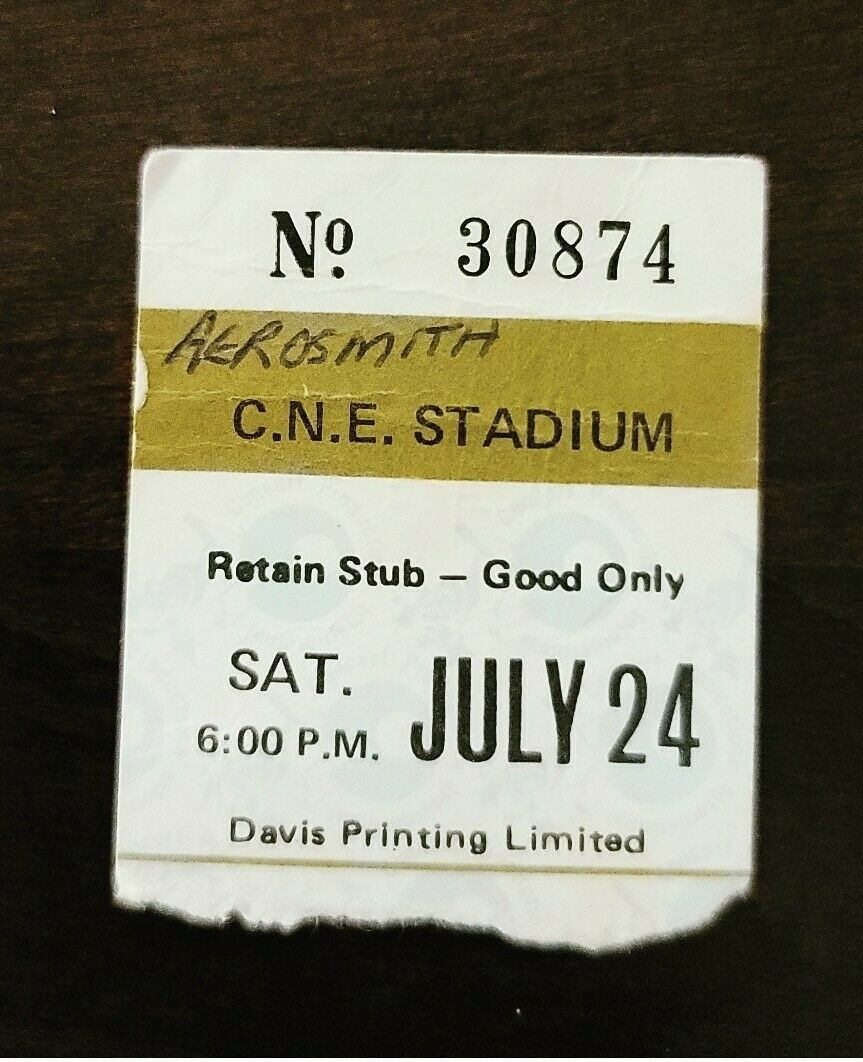 Nº. 30874
AEROSMITH
C.N.E. STADIUM
Retain Stub – Good Only
SAT.
6:00 P.M. JULY 24
Davis Printing Limited